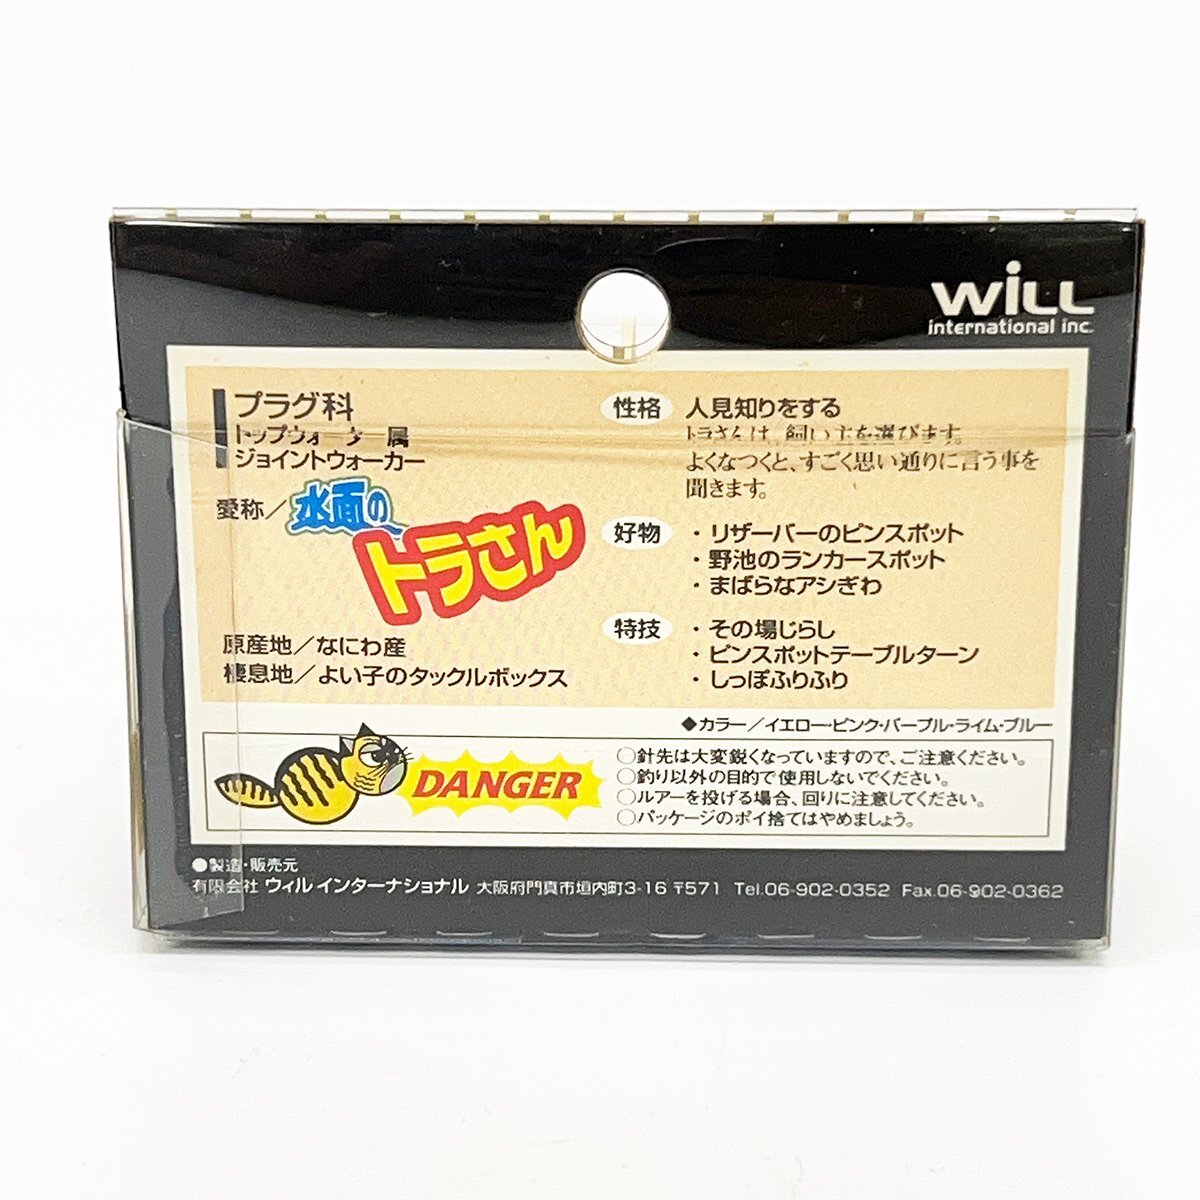 will
international inc.
プラグ科
トップウォーター属
ジョイントウォーカー
愛称／水面の
トラさん
原産地／なにわ産
棲息地／よい子のタックルボックス
性格 人見知りをする
トラさんは、飼い主を選びます。
よくなつくと、すごく思い通りに言う事を
聞きます。
好物 ・リザーバーのピンスポット
・野池のランカースポット
・まばらなアシぎわ
特技 ・その場じらし
・ピンスポットテーブルターン
・しっぽふりふり
◆カラー／イエロー・ピンク・パープル・ライム・ブルー
DANGER
○針先は大変鋭くなっていますので、ご注意ください。
○釣り以外の目的で使用しないでください。
○ルアーを投げる場合、回りに注意してください。
○パッケージのポイ捨てはやめましょう。
●製造・販売元
有限会社 ウィル インターナショナル 大阪府門真市垣内町3-16 〒571 Tel.06-902-0352 Fax.06-902-0362